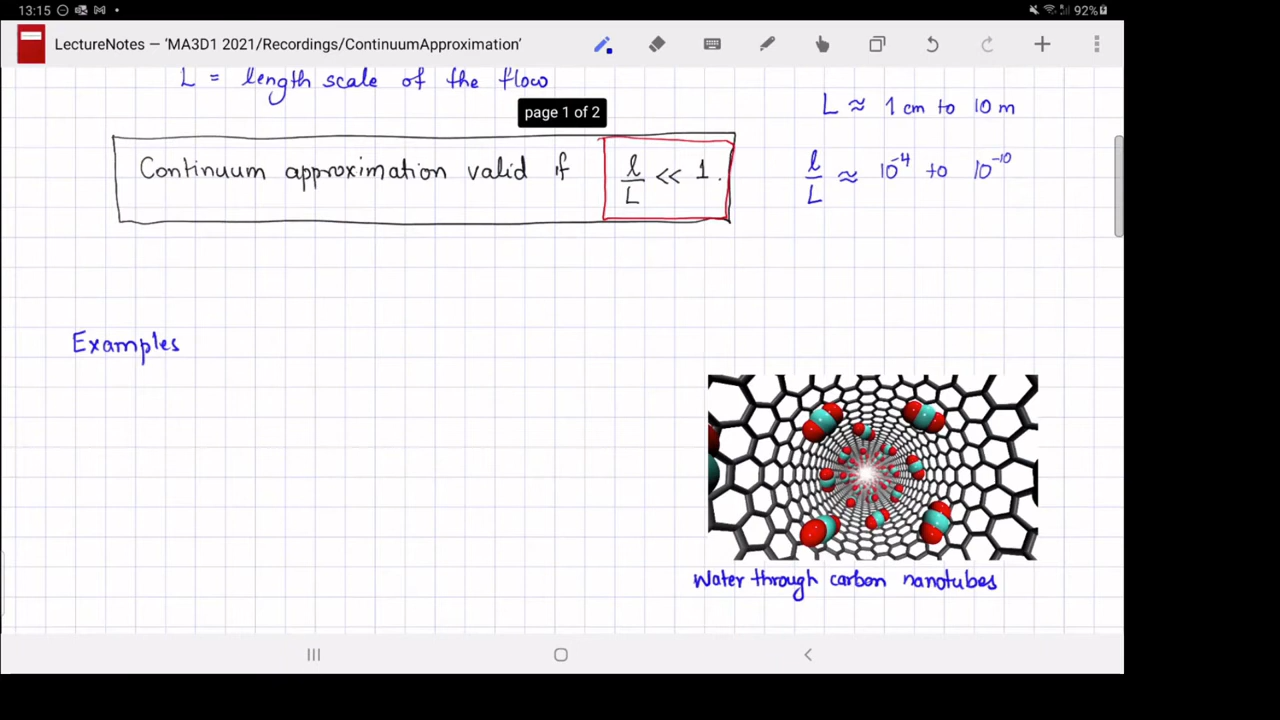 13:15
92%
LectureNotes — ‘MA3D1 2021/Recordings/ContinuumApproximation’
L = length scale of the flow
page 1 of 2
L ≈ 1 cm to 10 m
Continuum approximation valid if l/L << 1.
l/L ≈ 10⁻⁴ to 10⁻¹⁰
Examples
Water through carbon nanotubes